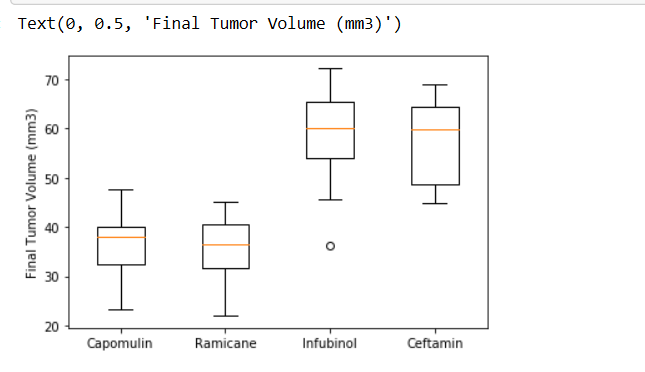 Text(0, 0.5, 'Final Tumor Volume (mm3)')
Final Tumor Volume (mm3)
70
60
50
40
30
20
Capomulin Ramicane Infubinol Ceftamin